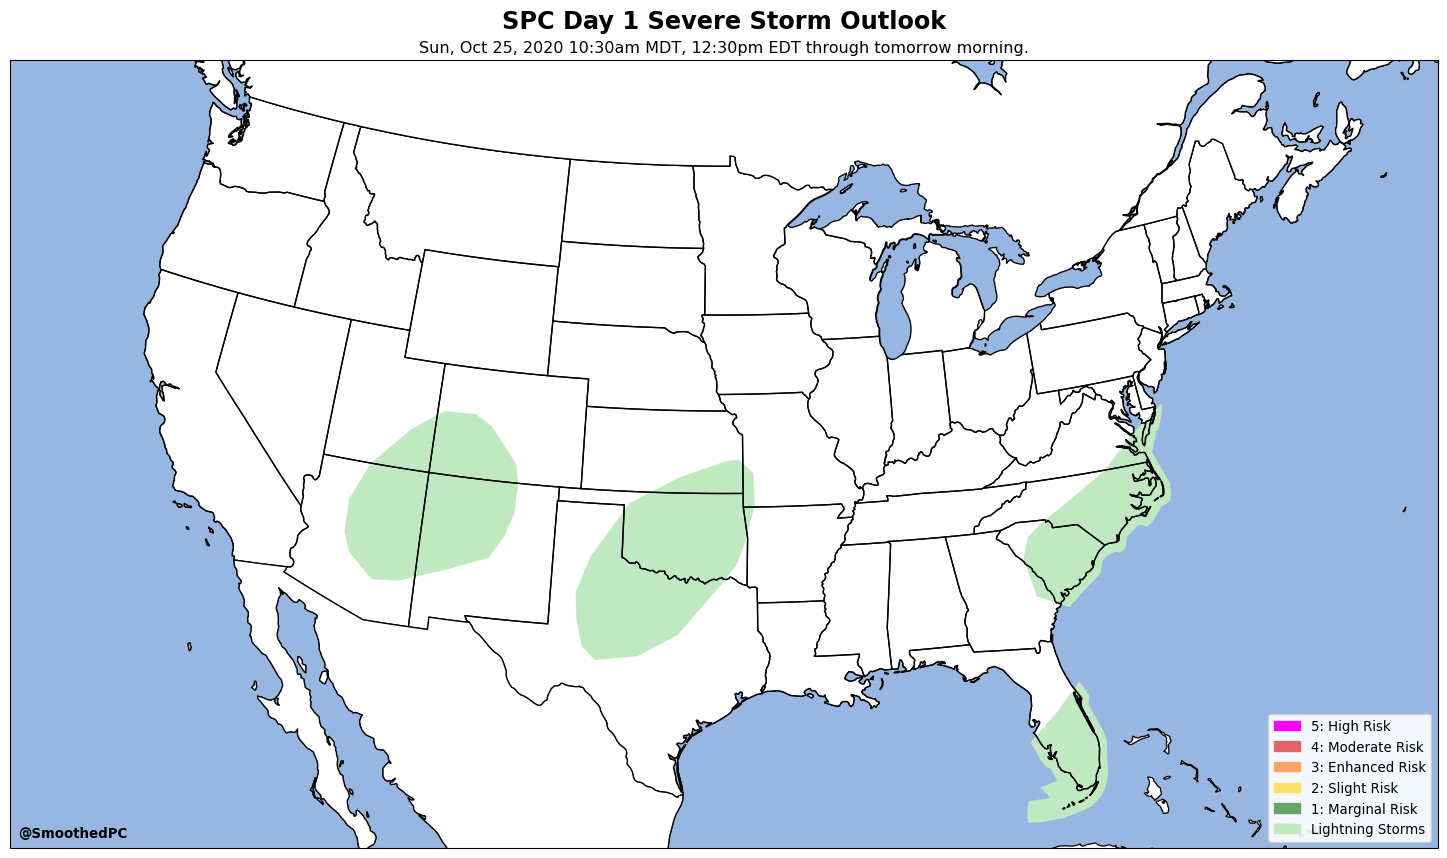 SPC Day 1 Severe Storm Outlook
Sun, Oct 25, 2020 10:30am MDT, 12:30pm EDT through tomorrow morning.
5: High Risk
4: Moderate Risk
3: Enhanced Risk
2: Slight Risk
1: Marginal Risk
Lightning Storms
@SmoothedPC